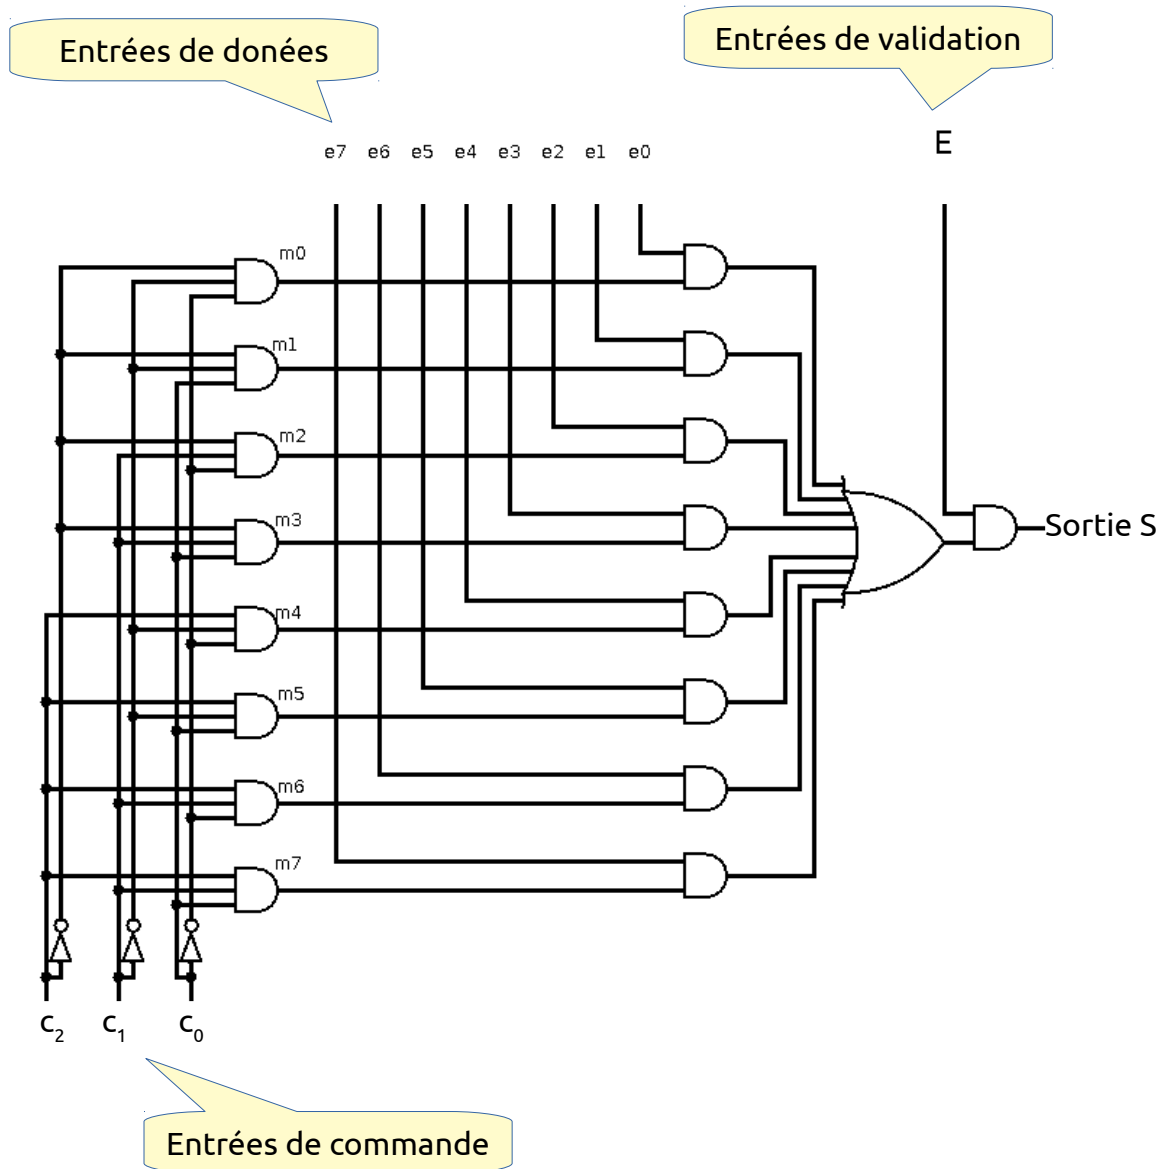 Entrées de donées
Entrées de validation
E
e7 e6 e5 e4 e3 e2 e1 e0
m0
m1
m2
m3
Sortie S
m4
m5
m6
m7
c2 c1 c0
Entrées de commande